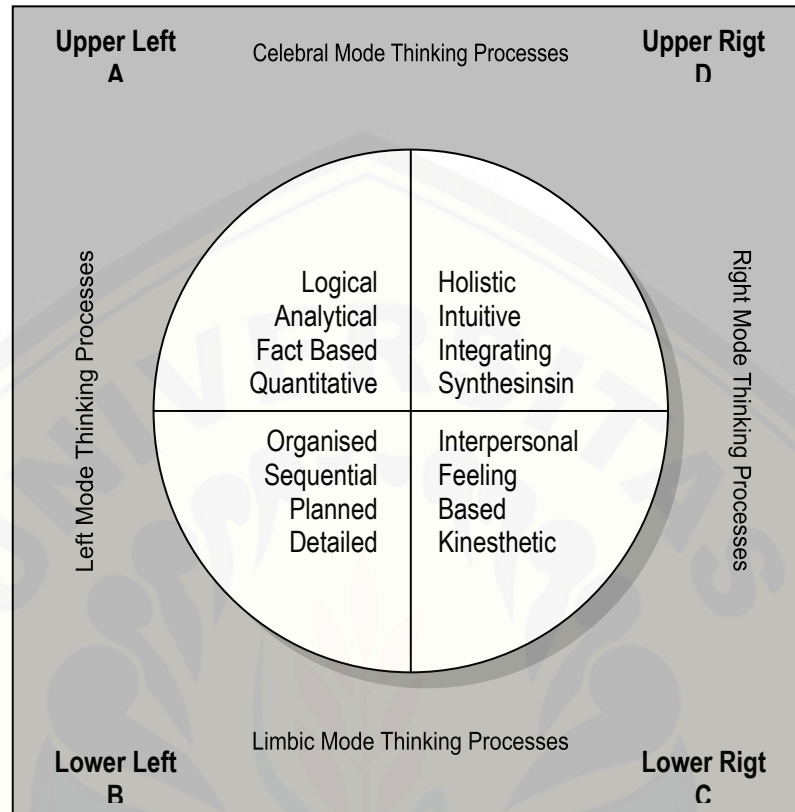 Upper Left
A
Celebral Mode Thinking Processes
Upper Rigt
D
Left Mode Thinking Processes
Logical
Analytical
Fact Based
Quantitative
Holistic
Intuitive
Integrating
Synthesinsin
Organised
Sequential
Planned
Detailed
Interpersonal
Feeling
Based
Kinesthetic
Right Mode Thinking Processes
Lower Left
B
Limbic Mode Thinking Processes
Lower Rigt
C
UNIVERSITAS